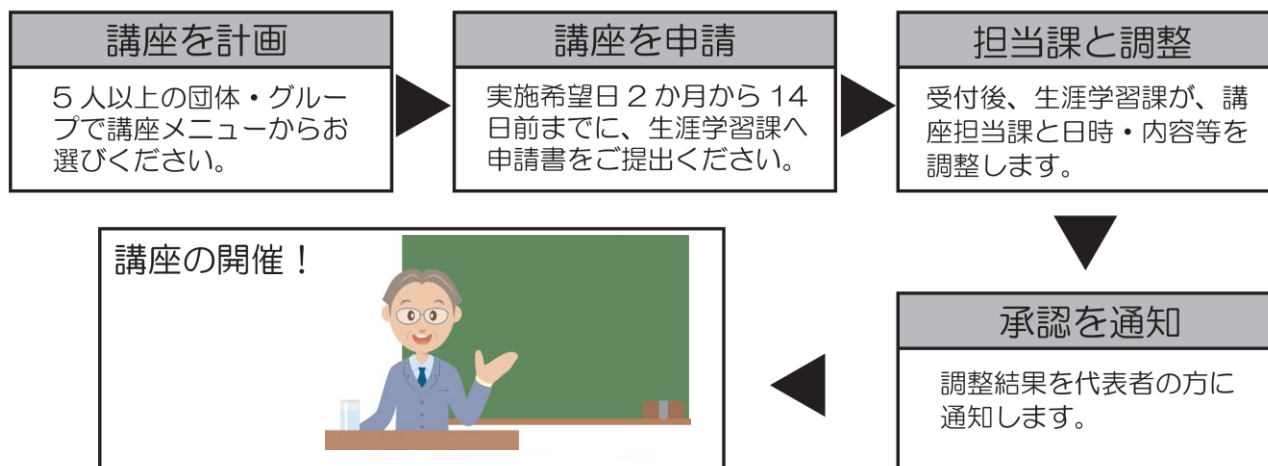 講座を計画
5人以上の団体・グルー
プで講座メニューからお
選びください。
講座を申請
実施希望日2か月から14
日前までに、生涯学習課へ
申請書をご提出ください。
担当課と調整
受付後、生涯学習課が、講
座担当課と日時・内容等を
調整します。
承認を通知
調整結果を代表者の方に
通知します。
講座の開催！